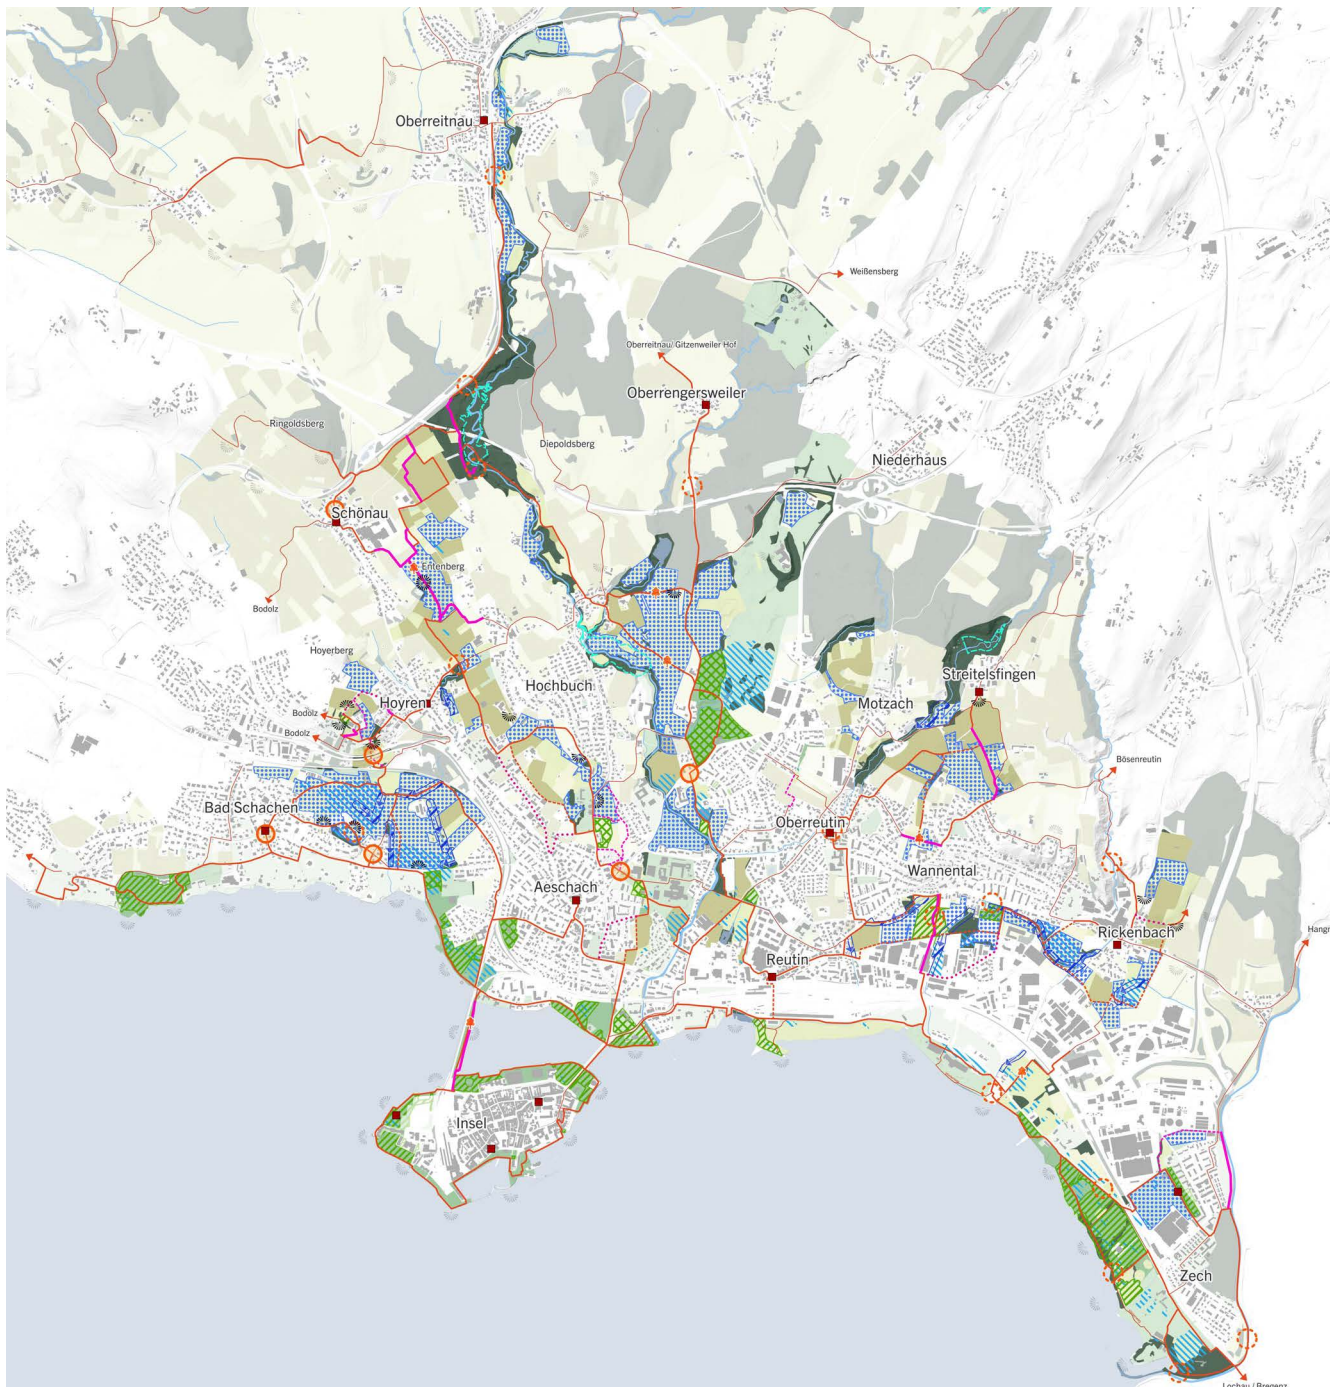 Oberreitnau
Weißensberg
Oberreitnau/ Gitzenweiler Hof
Oberrengersweiler
Ringoldsberg
Diepoldsberg
Niederhaus
Schönau
Entenberg
Bodolz
Hoyerberg
Streitelsfingen
Hochbuch
Motzach
Hoyren
Bodolz
Bodolz
Bösenreutin
Bad Schachen
Oberreutin
Wannental
Aeschach
Rickenbach
Reutin
Insel
Zech
Lochau / Bregenz